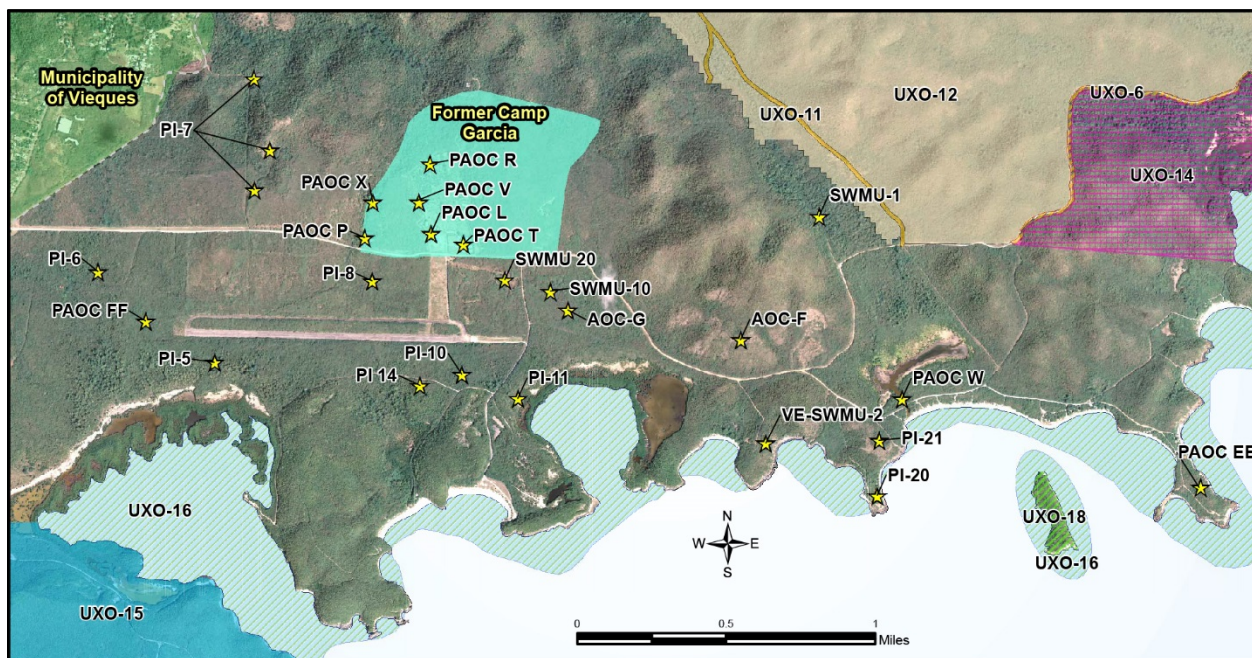 Municipality
of Vieques
PI-7
Former Camp
Garcia
PAOC R
PAOC X
PAOC V
PAOC L
PAOC P
PAOC T
UXO-11
UXO-12
UXO-6
UXO-14
SWMU-1
PI-6
PAOC FF
PI-8
SWMU 20
SWMU-10
AOC-G
AOC-F
PI-5
PI-10
PI 14
PI-11
PAOC W
VE-SWMU-2
PI-21
PI-20
PAOC EE
UXO-16
UXO-15
UXO-18
UXO-16
N
W
E
S
0
0.5
1
Miles